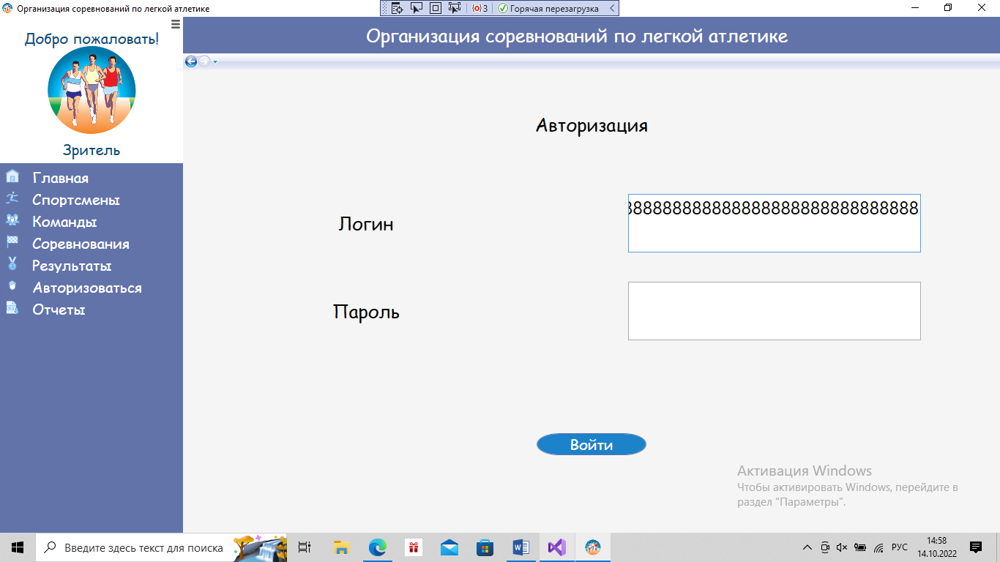 Организация соревнований по легкой атлетике
3
Горячая перезагрузка
Добро пожаловать!
Зритель
Главная
Спортсмены
Команды
Соревнования
Результаты
Авторизоваться
Отчеты
Организация соревнований по легкой атлетике
Авторизация
Логин
888888888888888888888888888888
Пароль
Войти
Активация Windows
Чтобы активировать Windows, перейдите в
раздел "Параметры".
Введите здесь текст для поиска
РУС
14:58
14.10.2022